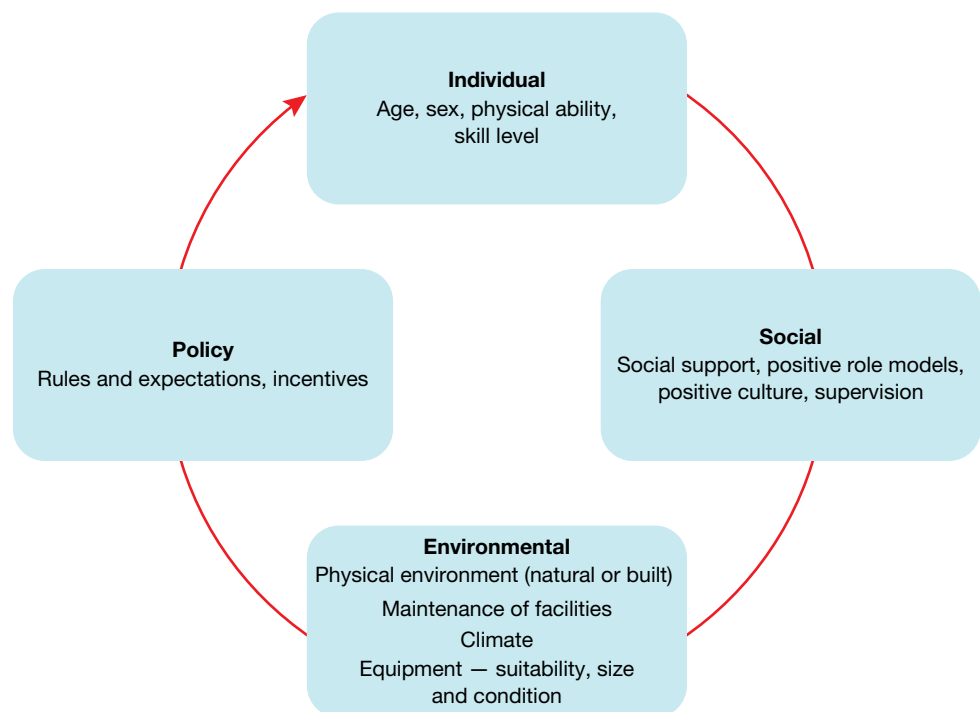 Individual
Age, sex, physical ability,
skill level
Social
Social support, positive role models,
positive culture, supervision
Environmental
Physical environment (natural or built)
Maintenance of facilities
Climate
Equipment — suitability, size
and condition
Policy
Rules and expectations, incentives